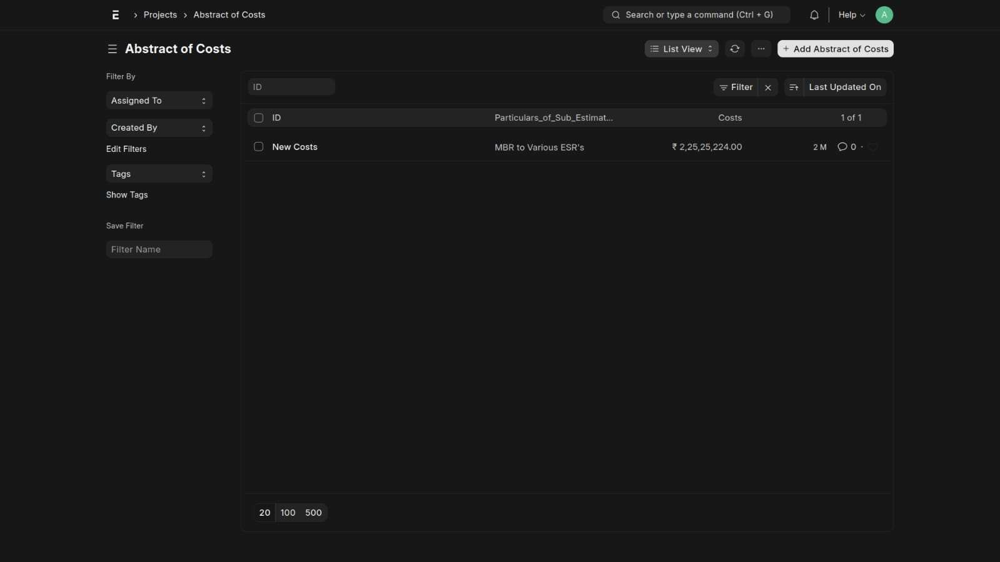 Projects
Abstract of Costs
Search or type a command (Ctrl + G)
Help
A
Abstract of Costs
List View
Add Abstract of Costs
Filter By
Assigned To
Created By
Edit Filters
Tags
Show Tags
Save Filter
Filter Name
ID
Filter
Last Updated On
ID Particulars_of_Sub_Estimat... Costs 1 of 1
New Costs MBR to Various ESR's ₹ 2,25,25,224.00 2 M 0 ·
20 100 500